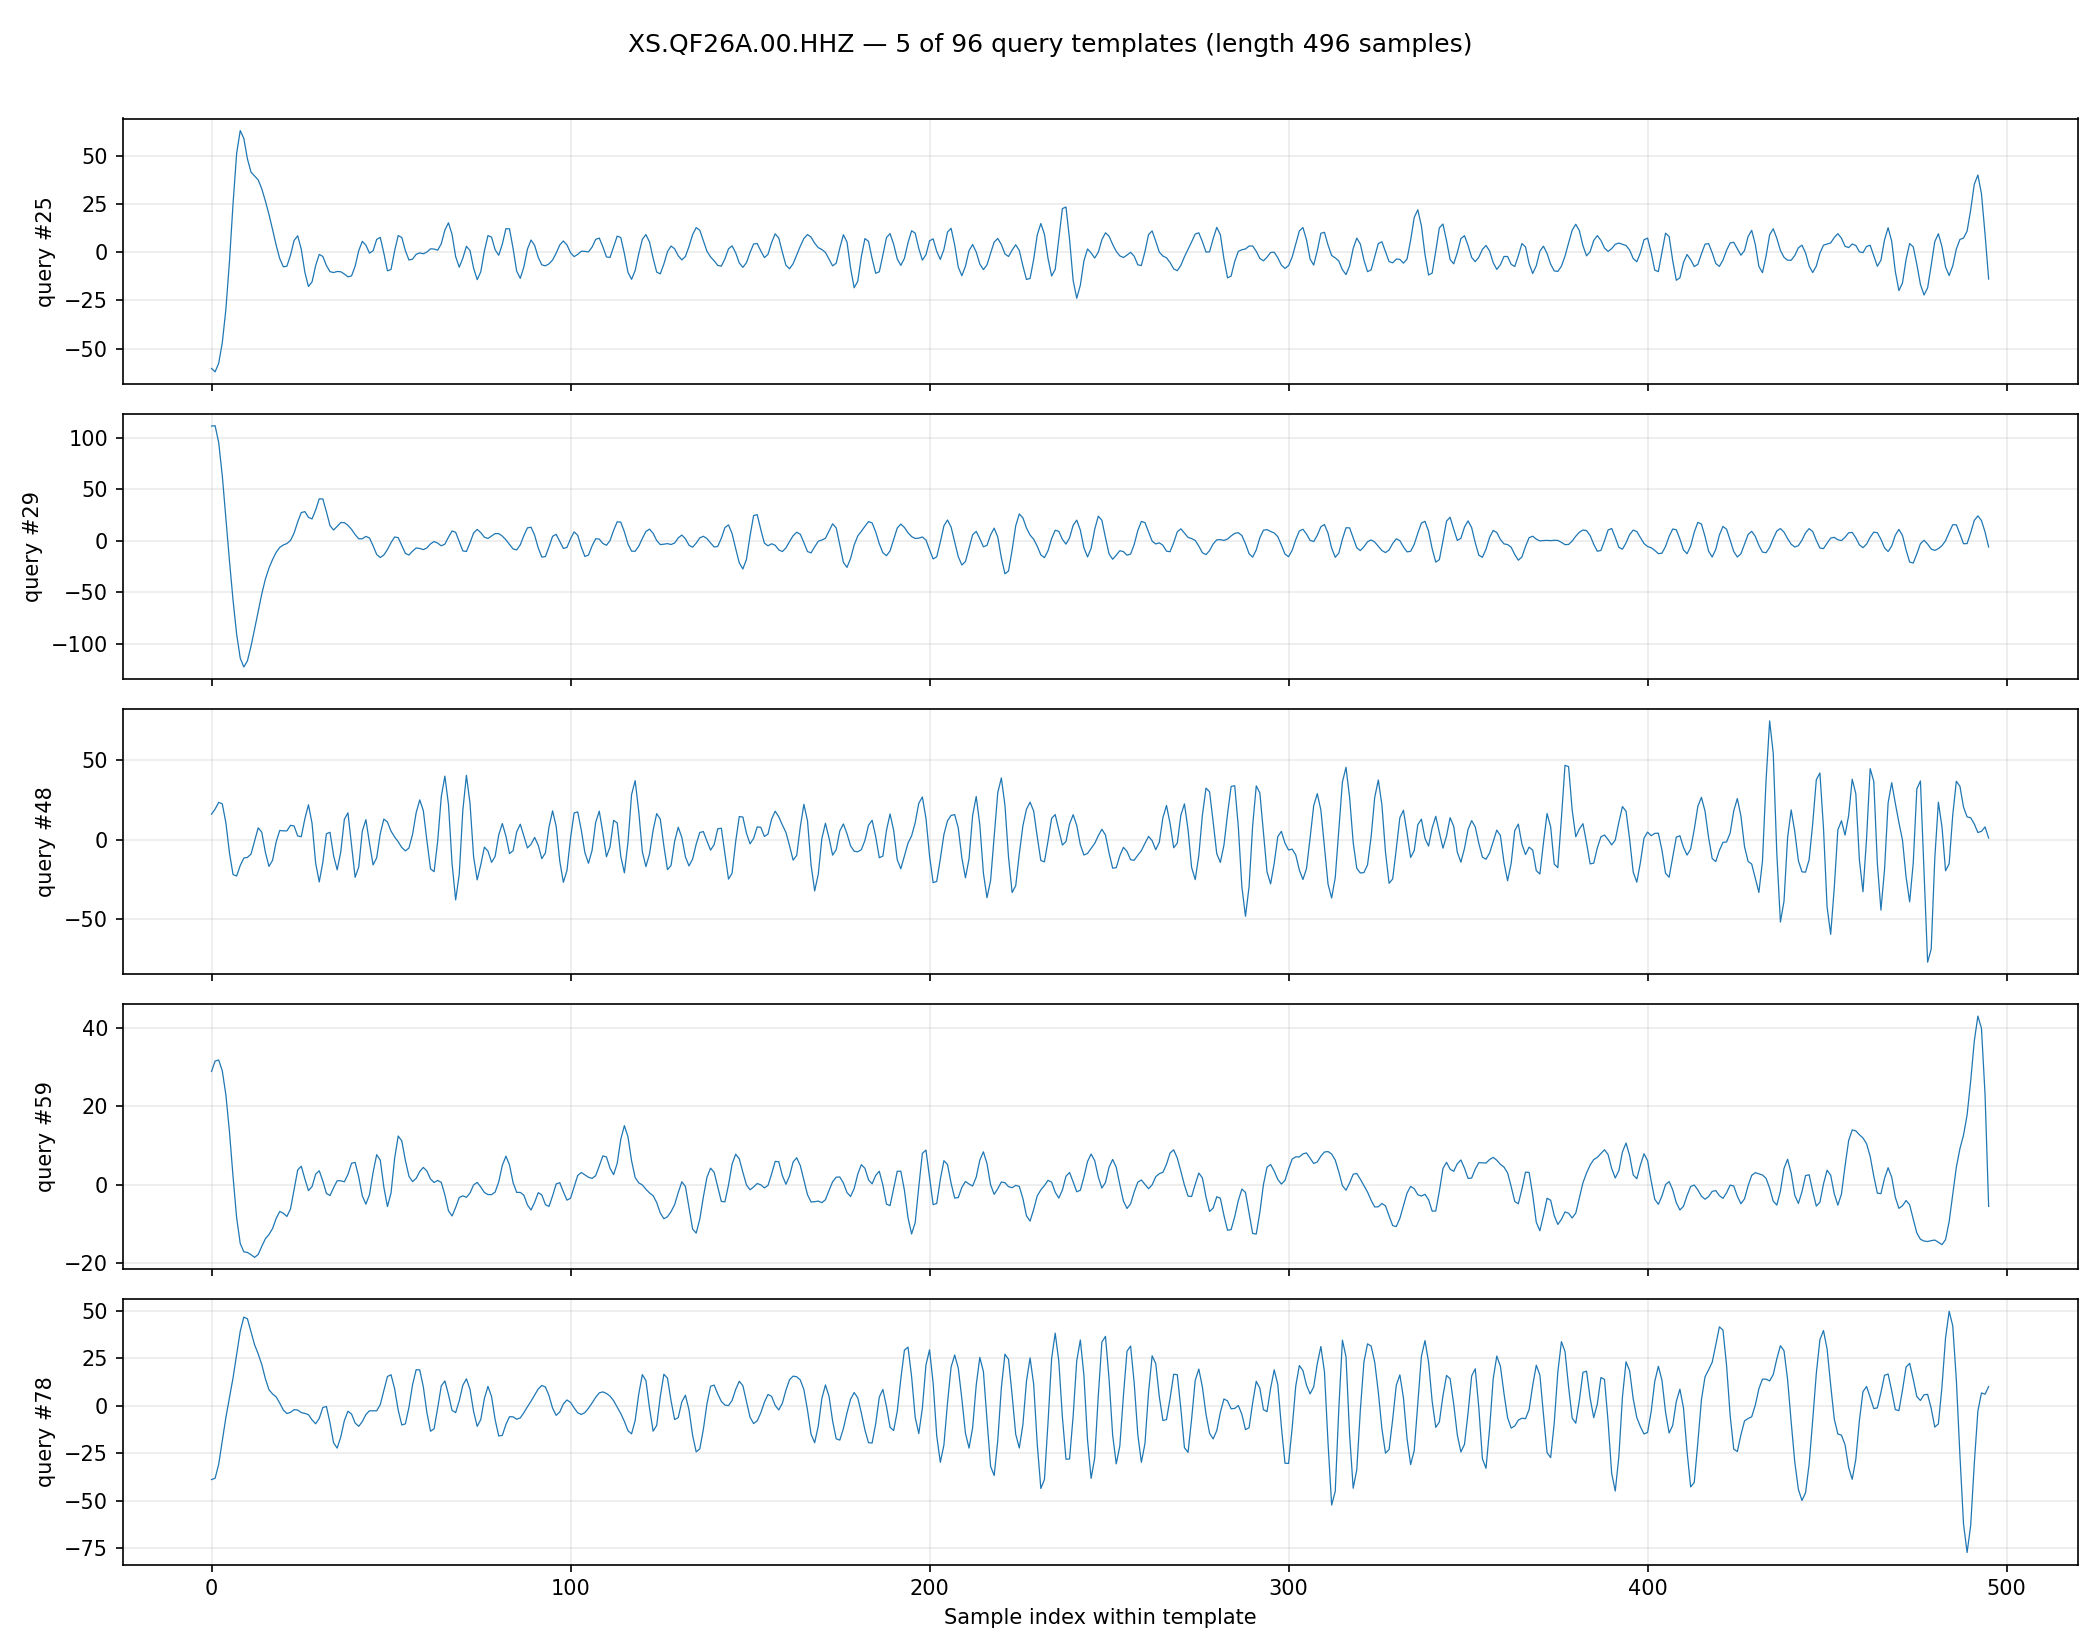 XS.QF26A.00.HHZ — 5 of 96 query templates (length 496 samples)
query #25
50
25
0
−25
−50
query #29
100
50
0
−50
−100
query #48
50
0
−50
query #59
40
20
0
−20
query #78
50
25
0
−25
−50
−75
0 100 200 300 400 500
Sample index within template